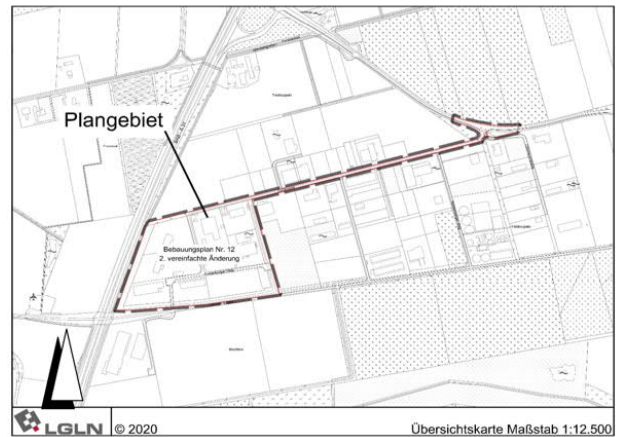 Plangebiet
Bebauungsplan Nr. 12
2. vereinfachte Änderung
LGLN © 2020
Übersichtskarte Maßstab 1:12.500